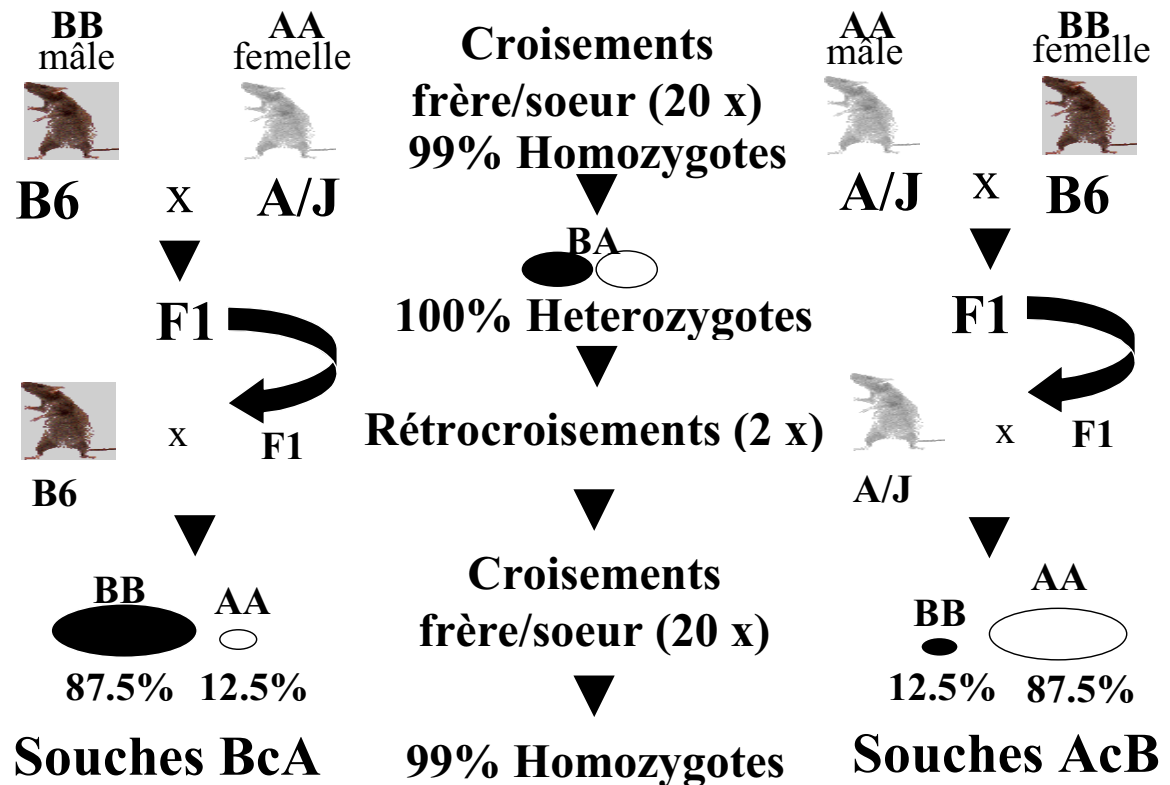 BB
mâle
AA
femelle
B6 x A/J
F1
B6 x F1
BB AA
87.5% 12.5%
Souches BcA
Croisements
frère/soeur (20 x)
99% Homozygotes
BA
100% Heterozygotes
Rétrocroisements (2 x)
Croisements
frère/soeur (20 x)
99% Homozygotes
AA
mâle
BB
femelle
A/J x B6
F1
x F1
A/J
BB AA
12.5% 87.5%
Souches AcB